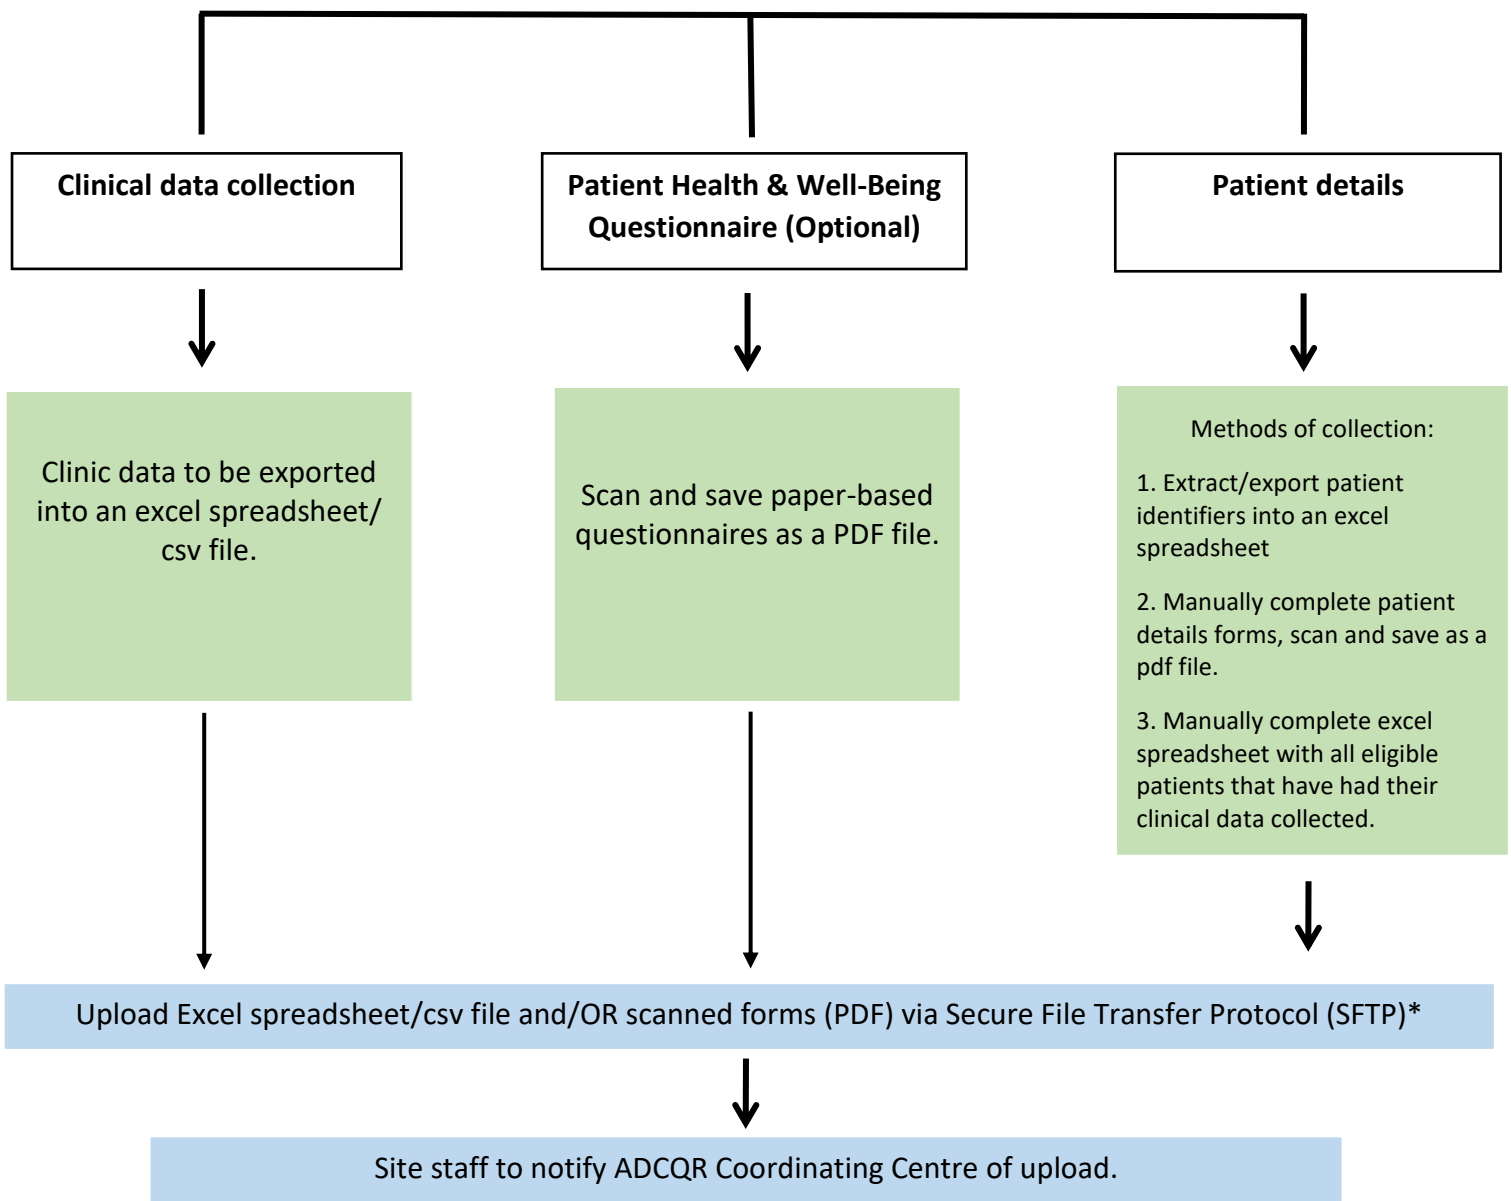 Clinical data collection
Patient Health & Well-Being
Questionnaire (Optional)
Patient details
Clinic data to be exported
into an excel spreadsheet/
csv file.
Scan and save paper-based
questionnaires as a PDF file.
Methods of collection:
1. Extract/export patient
identifiers into an excel
spreadsheet
2. Manually complete patient
details forms, scan and save as a
pdf file.
3. Manually complete excel
spreadsheet with all eligible
patients that have had their
clinical data collected.
Upload Excel spreadsheet/csv file and/OR scanned forms (PDF) via Secure File Transfer Protocol (SFTP)*
Site staff to notify ADCQR Coordinating Centre of upload.